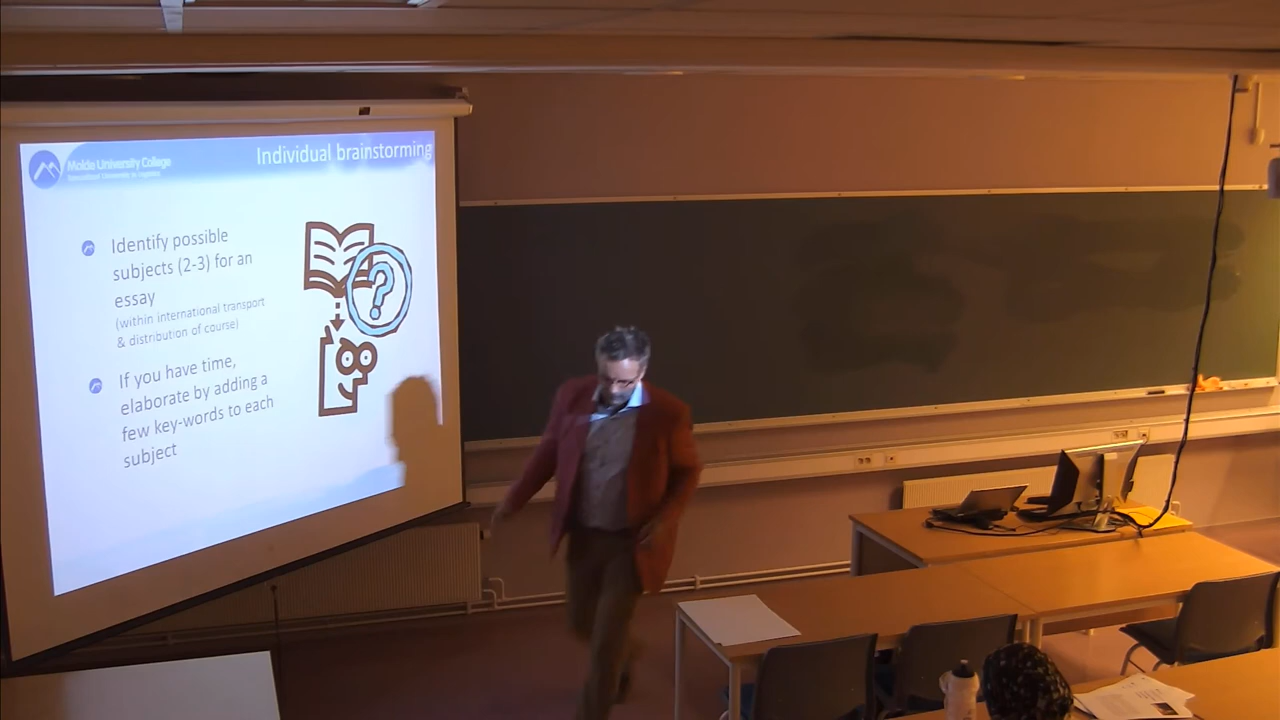 Molde University College
Individual brainstorming
Identify possible
subjects (2-3) for an
essay
(within international transport
& distribution of course)
If you have time,
elaborate by adding a
few key-words to each
subject